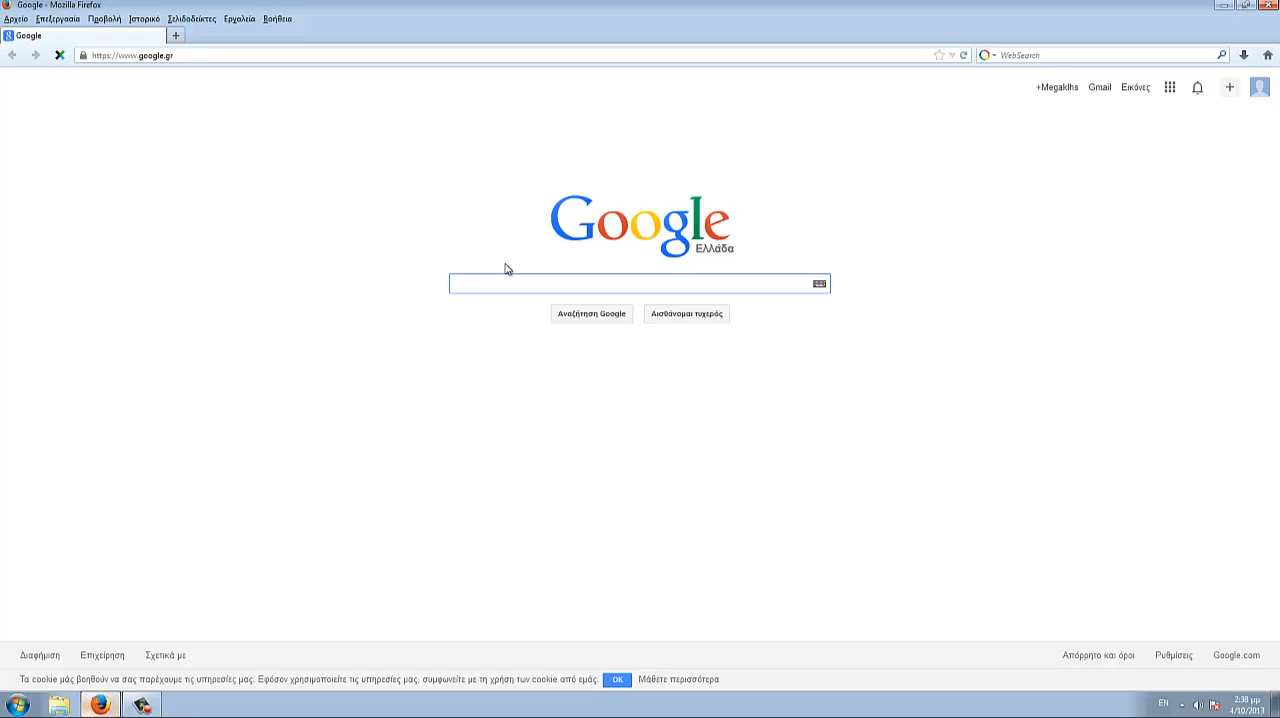 Google - Mozilla Firefox
Αρχείο Επεξεργασία Προβολή Ιστορικό Σελιδοδείκτες Εργαλεία Βοήθεια
Google
https://www.google.gr
WebSearch
+Megaklhs Gmail Εικόνες
Google
Ελλάδα
Αναζήτηση Google Αισθάνομαι τυχερός
Διαφήμιση Επιχείρηση Σχετικά με Απόρρητο και όροι Ρυθμίσεις Google.com
Τα cookie μάς βοηθούν να σας παρέχουμε τις υπηρεσίες μας. Εφόσον χρησιμοποιείτε τις υπηρεσίες μας, συμφωνείτε με τη χρήση των cookie από εμάς. OK Μάθετε περισσότερα
EN
2:38 μμ
4/10/2013